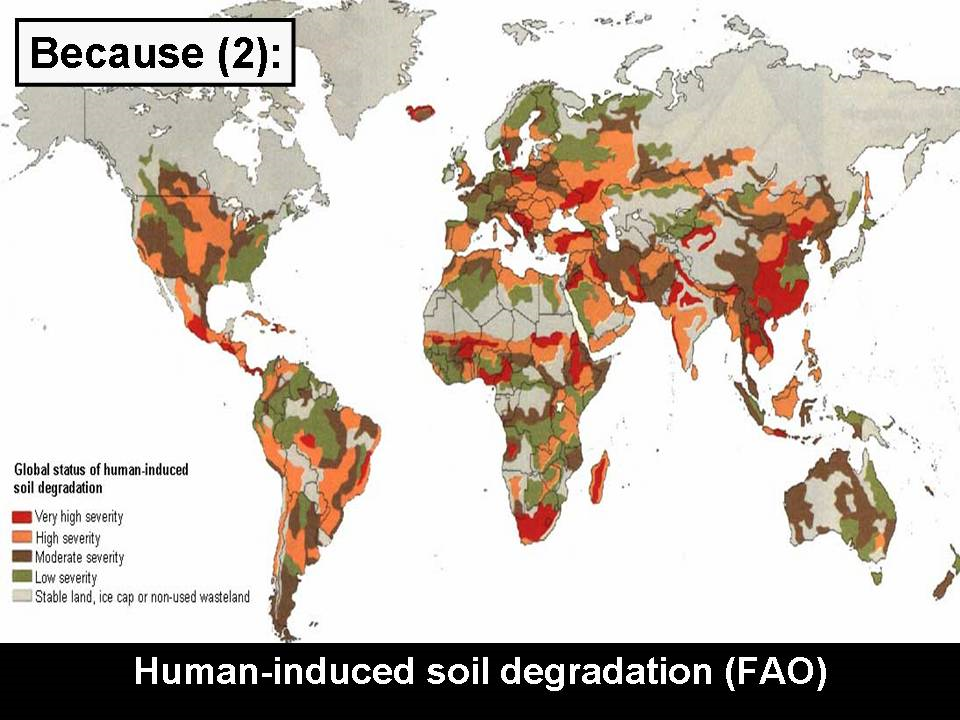 Because (2):
Global status of human-induced
soil degradation
Very high severity
High severity
Moderate severity
Low severity
Stable land, ice cap or non-used wasteland
Human-induced soil degradation (FAO)